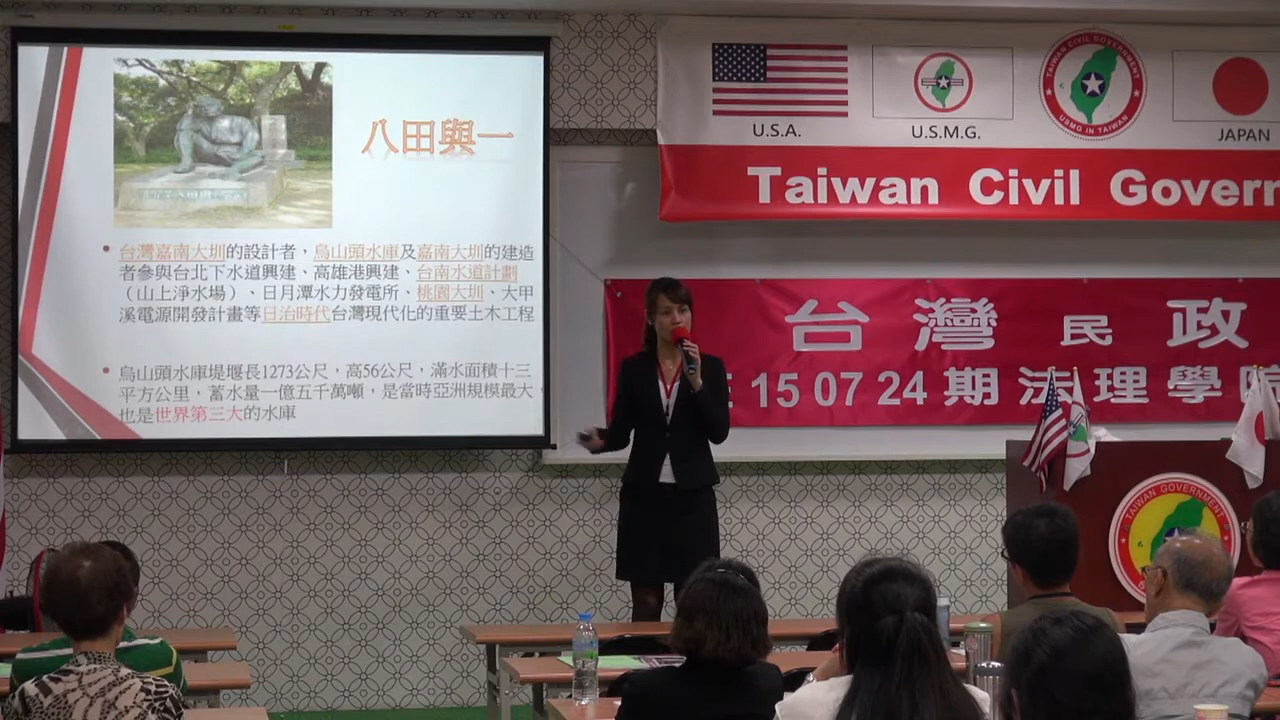 八田與一
台灣嘉南大圳的設計者，烏山頭水庫及嘉南大圳的建造
者參與台北下水道興建、高雄港興建、台南水道計劃
（山上淨水場）、日月潭水力發電所、桃園大圳、大甲
溪電源開發計畫等日治時代台灣現代化的重要土木工程
烏山頭水庫堤堰長1273公尺，高56公尺，滿水面積十三
平方公里，蓄水量一億五千萬噸，是當時亞洲規模最大，
也是世界第三大的水庫
U.S.A.
U.S.M.G.
TAIWAN CIVIL GOVERNMENT
USMG IN TAIWAN
JAPAN
Taiwan Civil Govern
台灣民政
15 07 24 期法理學院
TAIWAN GOVERNMENT